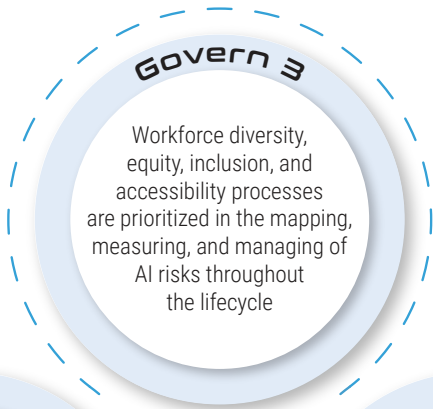 Govern 3
Workforce diversity,
equity, inclusion, and
accessibility processes
are prioritized in the mapping,
measuring, and managing of
AI risks throughout
the lifecycle